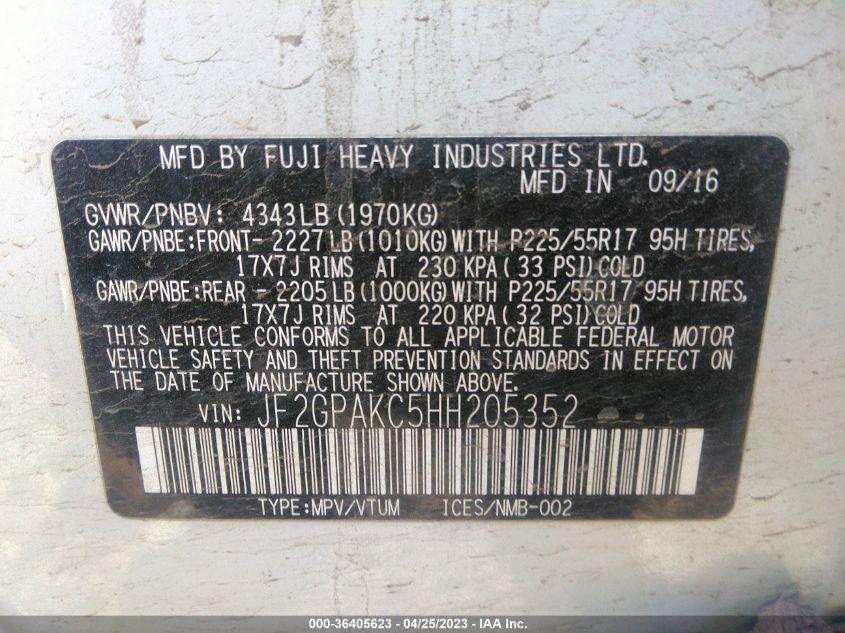 MFD BY FUJI HEAVY INDUSTRIES LTD.
MFD IN 09/16
GVWR/PNBV: 4343LB(1970KG)
GAWR/PNBE:FRONT- 2227LB(1010KG)WITH P225/55R17 95H TIRES,
17X7J RIMS AT 230 KPA( 33 PSI)COLD
GAWR/PNBE:REAR - 2205LB(1000KG)WITH P225/55R17 95H TIRES,
17X7J RIMS AT 220 KPA( 32 PSI)COLD
THIS VEHICLE CONFORMS TO ALL APPLICABLE FEDERAL MOTOR
VEHICLE SAFETY AND THEFT PREVENTION STANDARDS IN EFFECT ON
THE DATE OF MANUFACTURE SHOWN ABOVE.
VIN: JF2GPAKC5HH205352
TYPE:MPV/VTUM ICES/NMB-002
000-36405623 - 04/25/2023 - IAA Inc.